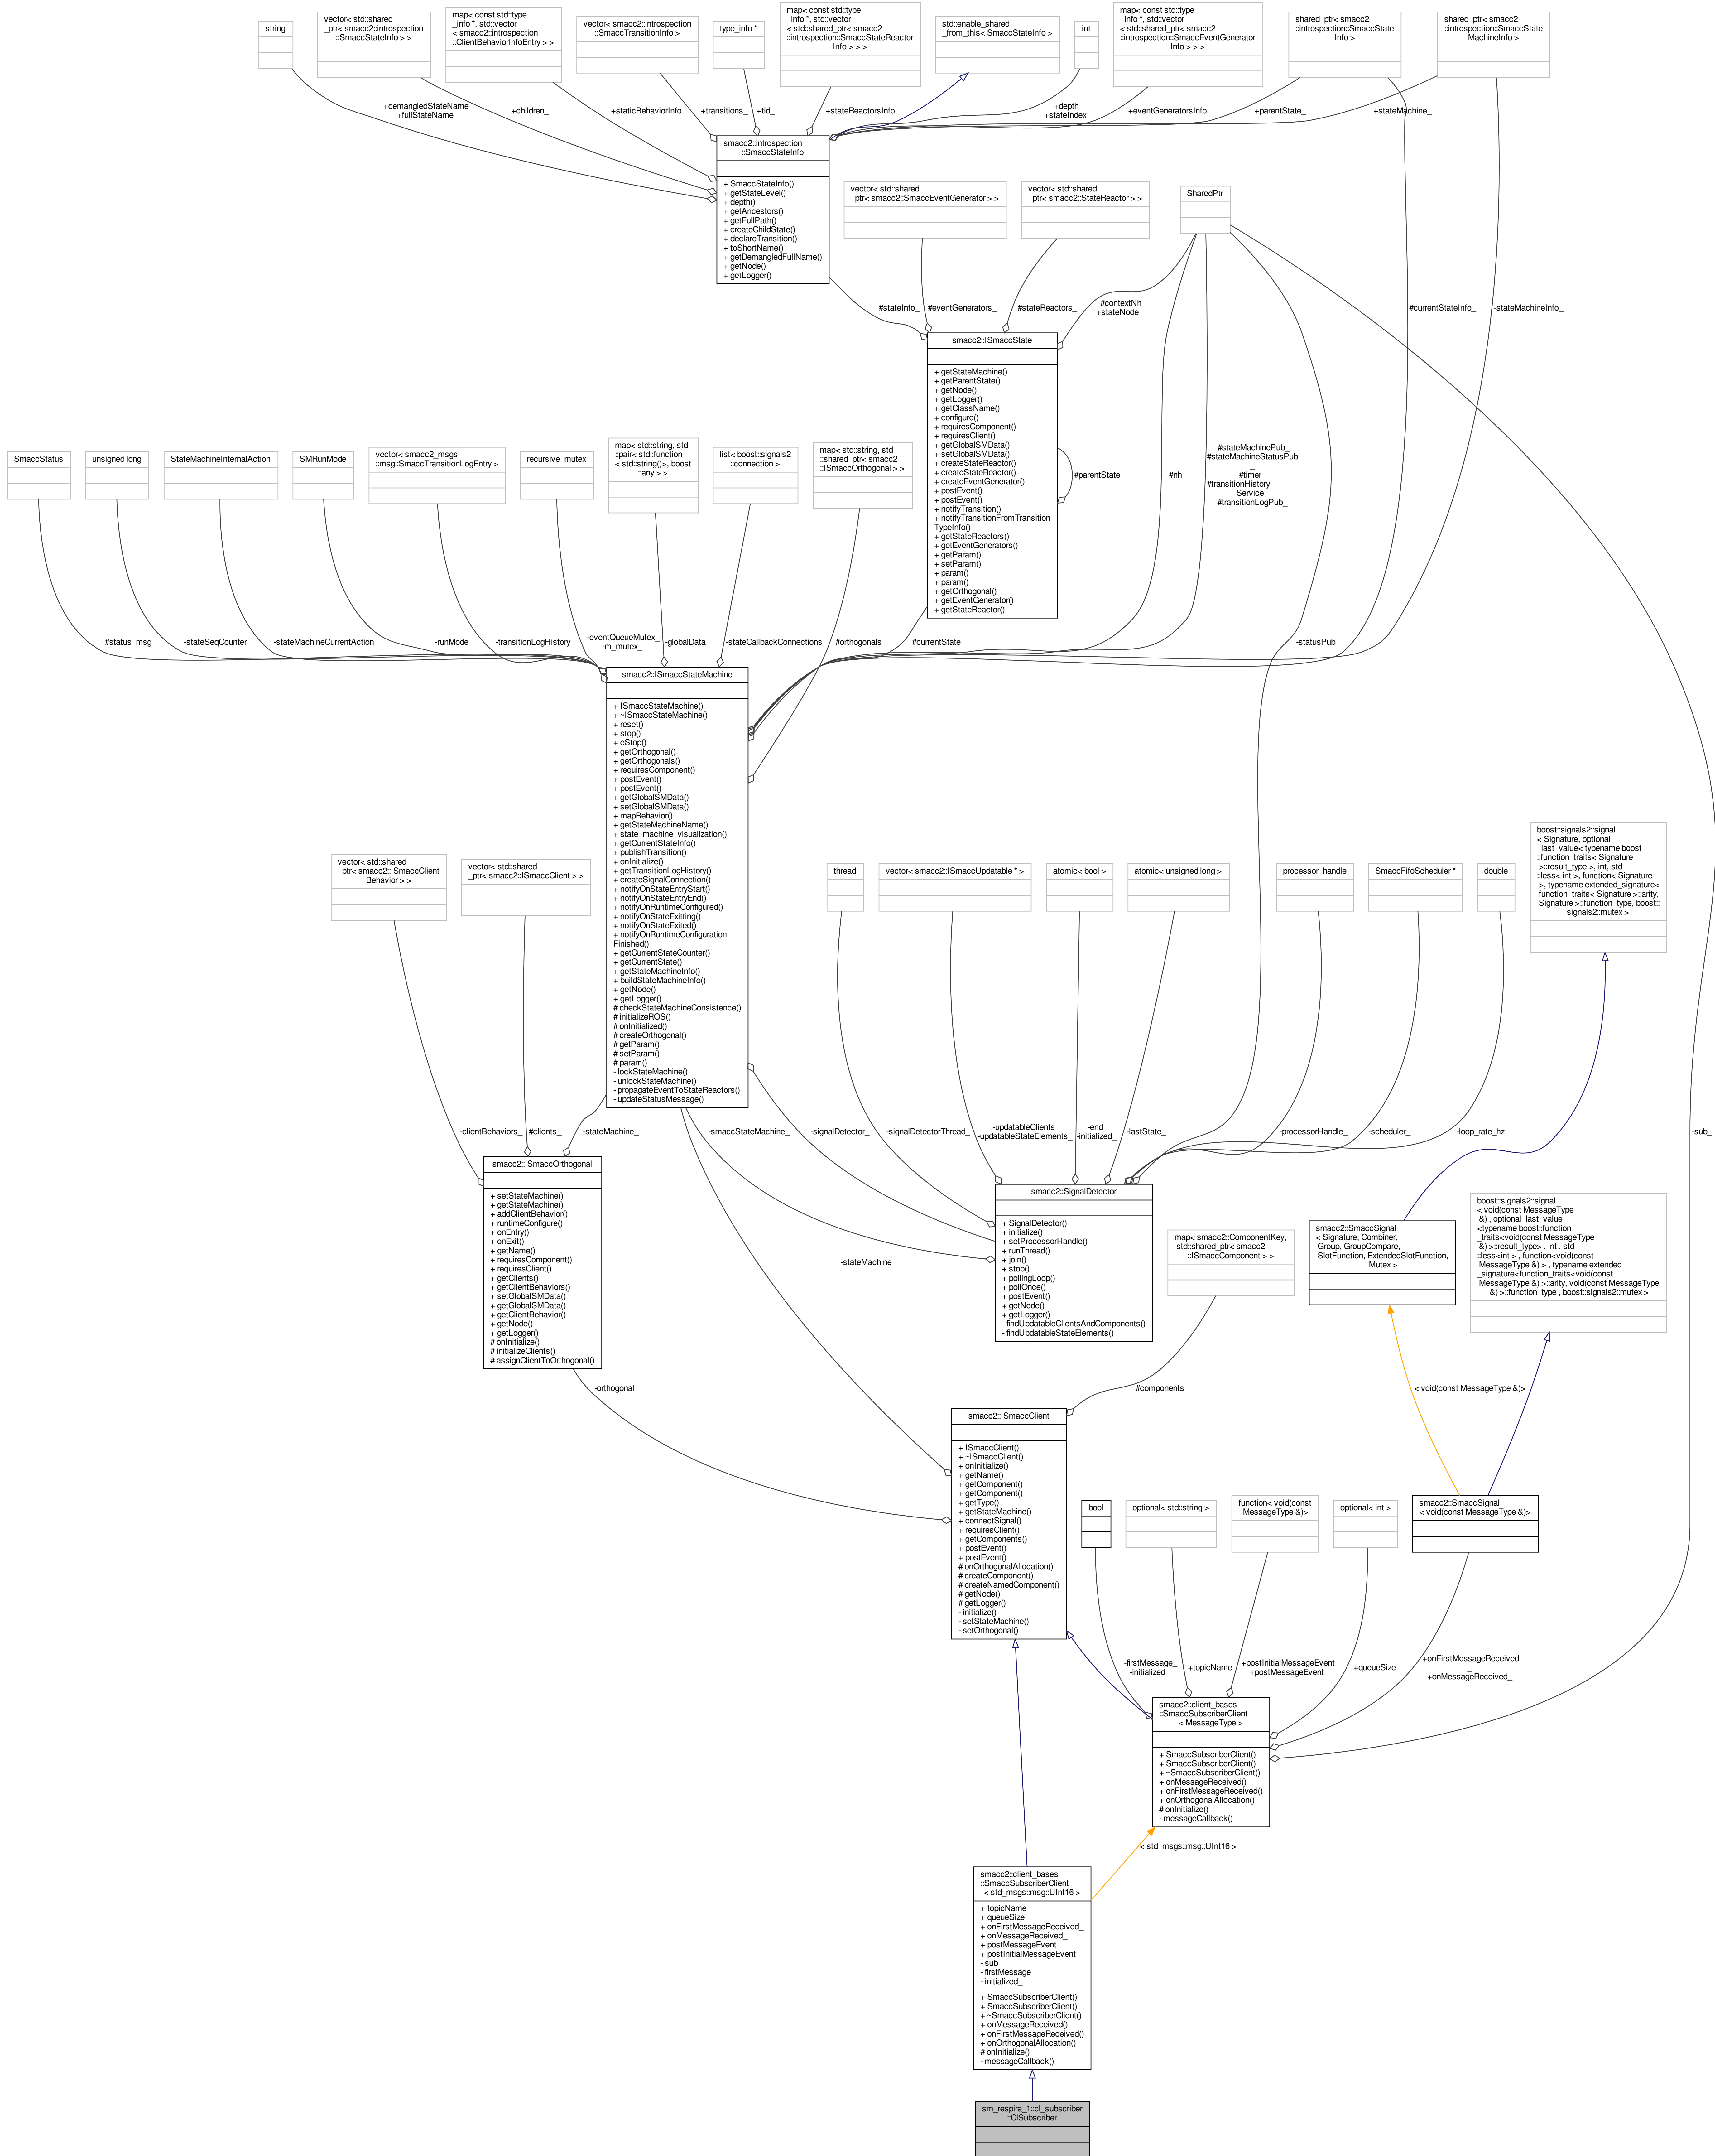 string
vector< std::shared
_ptr< smacc2::introspection
::SmaccStateInfo > >
map< const std::type
_info *, std::vector
< smacc2::introspection
::ClientBehaviorInfoEntry > >
vector< smacc2::introspection
::SmaccTransitionInfo >
type_info *
map< const std::type
_info *, std::vector
< std::shared_ptr< smacc2
::introspection::SmaccStateReactor
Info > > >
std::enable_shared
_from_this< SmaccStateInfo >
int
map< const std::type
_info *, std::vector
< std::shared_ptr< smacc2
::introspection::SmaccEventGenerator
Info > > >
shared_ptr< smacc2
::introspection::SmaccState
Info >
shared_ptr< smacc2
::introspection::SmaccState
MachineInfo >
+demangledStateName
+fullStateName
+children_
+staticBehaviorInfo
+transitions_
+tid_
+stateReactorsInfo
+depth_
+stateIndex_
+eventGeneratorsInfo
+parentState_
+stateMachine_
smacc2::introspection
::SmaccStateInfo
+ SmaccStateInfo()
+ getStateLevel()
+ depth()
+ getAncestors()
+ getFullPath()
+ createChildState()
+ declareTransition()
+ toShortName()
+ getDemangledFullName()
+ getNode()
+ getLogger()
vector< std::shared
_ptr< smacc2::SmaccEventGenerator > >
vector< std::shared
_ptr< smacc2::StateReactor > >
SharedPtr
#stateInfo_
#eventGenerators_
#stateReactors_
#contextNh
+stateNode_
#currentStateInfo_
-stateMachineInfo_
smacc2::ISmaccState
+ getStateMachine()
+ getParentState()
+ getNode()
+ getLogger()
+ getClassName()
+ configure()
+ requiresComponent()
+ requiresClient()
+ getGlobalSMData()
+ setGlobalSMData()
+ createStateReactor()
+ createStateReactor()
+ createEventGenerator()
+ postEvent()
+ postEvent()
+ notifyTransition()
+ notifyTransitionFromTransition
TypeInfo()
+ getStateReactors()
+ getEventGenerators()
+ getParam()
+ setParam()
+ param()
+ param()
+ getOrthogonal()
+ getEventGenerator()
+ getStateReactor()
#parentState_
#nh_
#stateMachinePub_
#stateMachineStatusPub
_
#timer_
#transitionHistory
Service_
#transitionLogPub_
SmaccStatus
unsigned long
StateMachineInternalAction
SMRunMode
vector< smacc2_msgs
::msg::SmaccTransitionLogEntry >
recursive_mutex
map< std::string, std
::pair< std::function
< std::string()>, boost
::any > >
list< boost::signals2
::connection >
map< std::string, std
::shared_ptr< smacc2
::ISmaccOrthogonal > >
#status_msg_
-stateSeqCounter_
-stateMachineCurrentAction
-runMode_
-transitionLogHistory_
-eventQueueMutex_
-m_mutex_
-globalData_
-stateCallbackConnections
#orthogonals_
#currentState_
-statusPub_
smacc2::ISmaccStateMachine
+ ISmaccStateMachine()
+ ~ISmaccStateMachine()
+ reset()
+ stop()
+ eStop()
+ getOrthogonal()
+ getOrthogonals()
+ requiresComponent()
+ postEvent()
+ postEvent()
+ getGlobalSMData()
+ setGlobalSMData()
+ mapBehavior()
+ getStateMachineName()
+ state_machine_visualization()
+ getCurrentStateInfo()
+ publishTransition()
+ onInitialize()
+ getTransitionLogHistory()
+ createSignalConnection()
+ notifyOnStateEntryStart()
+ notifyOnStateEntryEnd()
+ notifyOnRuntimeConfigured()
+ notifyOnStateExitting()
+ notifyOnStateExited()
+ notifyOnRuntimeConfiguration
Finished()
+ getCurrentStateCounter()
+ getCurrentState()
+ getStateMachineInfo()
+ buildStateMachineInfo()
+ getNode()
+ getLogger()
# checkStateMachineConsistence()
# initializeROS()
# onInitialized()
# createOrthogonal()
# getParam()
# setParam()
# param()
- lockStateMachine()
- unlockStateMachine()
- propagateEventToStateReactors()
- updateStatusMessage()
vector< std::shared
_ptr< smacc2::ISmaccClient
Behavior > >
vector< std::shared
_ptr< smacc2::ISmaccClient > >
thread
vector< smacc2::ISmaccUpdatable * >
atomic< bool >
atomic< unsigned long >
processor_handle
SmaccFifoScheduler *
double
boost::signals2::signal
< Signature, optional
_last_value< typename boost
::function_traits< Signature
>::result_type >, int, std
::less< int >, function< Signature
>, typename extended_signature<
function_traits< Signature >::arity,
Signature >::function_type, boost::
signals2::mutex >
-clientBehaviors_
#clients_
-stateMachine_
-smaccStateMachine_
-signalDetector_
-signalDetectorThread_
-updatableClients_
-updatableStateElements_
-end_
-initialized_
-lastState_
-processorHandle_
-scheduler_
-loop_rate_hz
-sub_
smacc2::ISmaccOrthogonal
+ setStateMachine()
+ getStateMachine()
+ addClientBehavior()
+ runtimeConfigure()
+ onEntry()
+ onExit()
+ getName()
+ requiresComponent()
+ requiresClient()
+ getClients()
+ getClientBehaviors()
+ setGlobalSMData()
+ getGlobalSMData()
+ getClientBehavior()
+ getNode()
+ getLogger()
# onInitialize()
# initializeClients()
# assignClientToOrthogonal()
-stateMachine_
smacc2::SignalDetector
+ SignalDetector()
+ initialize()
+ setProcessorHandle()
+ runThread()
+ join()
+ stop()
+ pollingLoop()
+ pollOnce()
+ postEvent()
+ getNode()
+ getLogger()
- findUpdatableClientsAndComponents()
- findUpdatableStateElements()
map< smacc2::ComponentKey,
std::shared_ptr< smacc2
::ISmaccComponent > >
smacc2::SmaccSignal
< Signature, Combiner,
Group, GroupCompare,
SlotFunction, ExtendedSlotFunction,
Mutex >
boost::signals2::signal
< void(const MessageType
&) , optional_last_value
<typename boost::function
_traits<void(const MessageType
&) >::result_type> , int , std
::less<int > , function<void(const
MessageType &) > , typename extended
_signature<function_traits<void(const
MessageType &) >::arity, void(const MessageType
&) >::function_type , boost::signals2::mutex >
-orthogonal_
#components_
< void(const MessageType &)>
smacc2::ISmaccClient
+ ISmaccClient()
+ ~ISmaccClient()
+ onInitialize()
+ getName()
+ getComponent()
+ getComponent()
+ getType()
+ getStateMachine()
+ connectSignal()
+ requiresClient()
+ getComponents()
+ postEvent()
+ postEvent()
# onOrthogonalAllocation()
# createComponent()
# createNamedComponent()
# getNode()
# getLogger()
- initialize()
- setStateMachine()
- setOrthogonal()
bool
optional< std::string >
function< void(const
MessageType &)>
optional< int >
smacc2::SmaccSignal
< void(const MessageType &)>
-firstMessage_
-initialized_
+topicName
+postInitialMessageEvent
+postMessageEvent
+queueSize
+onFirstMessageReceived
_
+onMessageReceived_
smacc2::client_bases
::SmaccSubscriberClient
< MessageType >
+ SmaccSubscriberClient()
+ SmaccSubscriberClient()
+ ~SmaccSubscriberClient()
+ onMessageReceived()
+ onFirstMessageReceived()
+ onOrthogonalAllocation()
# onInitialize()
- messageCallback()
< std_msgs::msg::UInt16 >
smacc2::client_bases
::SmaccSubscriberClient
< std_msgs::msg::UInt16 >
+ topicName
+ queueSize
+ onFirstMessageReceived_
+ onMessageReceived_
+ postMessageEvent
+ postInitialMessageEvent
- sub_
- firstMessage_
- initialized_
+ SmaccSubscriberClient()
+ SmaccSubscriberClient()
+ ~SmaccSubscriberClient()
+ onMessageReceived()
+ onFirstMessageReceived()
+ onOrthogonalAllocation()
# onInitialize()
- messageCallback()
sm_respira_1::cl_subscriber
::ClSubscriber